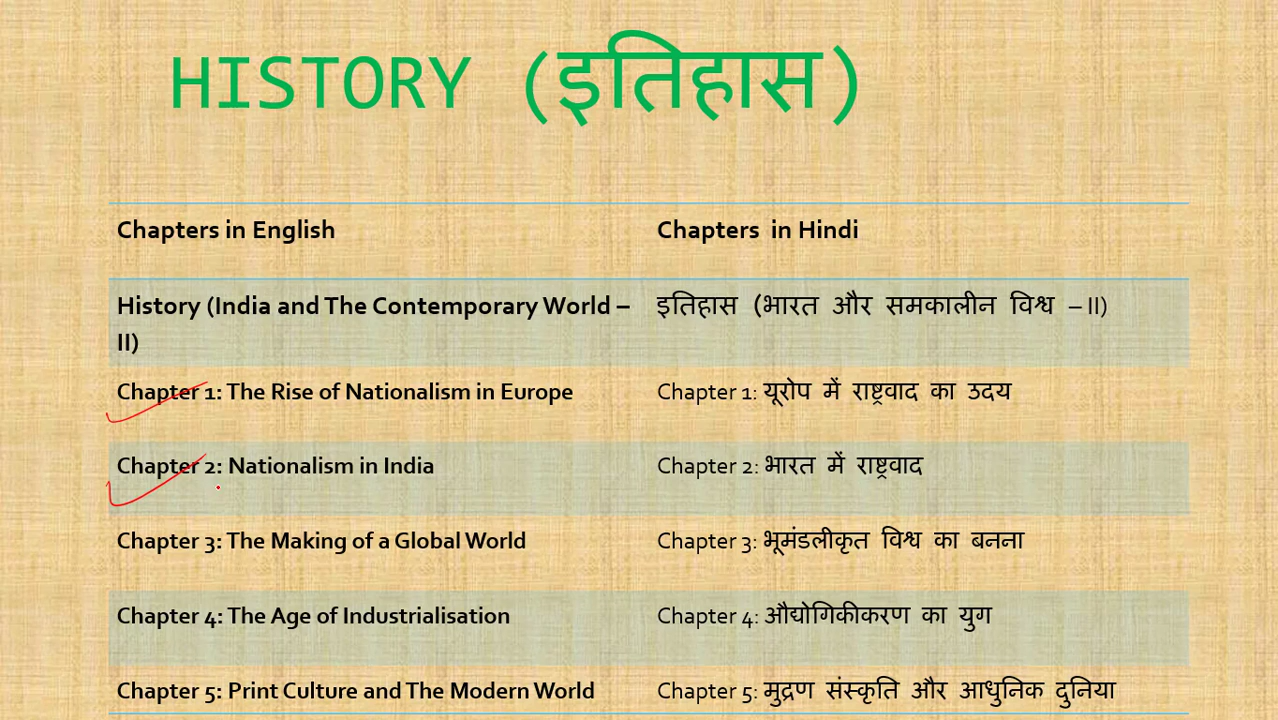 HISTORY (इतिहास)
Chapters in English
Chapters in Hindi
History (India and The Contemporary World –
II)
इतिहास (भारत और समकालीन विश्व – II)
Chapter 1: The Rise of Nationalism in Europe
Chapter 1: यूरोप में राष्ट्रवाद का उदय
Chapter 2: Nationalism in India
Chapter 2: भारत में राष्ट्रवाद
Chapter 3: The Making of a Global World
Chapter 3: भूमंडलीकृत विश्व का बनना
Chapter 4: The Age of Industrialisation
Chapter 4: औद्योगिकीकरण का युग
Chapter 5: Print Culture and The Modern World
Chapter 5: मुद्रण संस्कृति और आधुनिक दुनिया